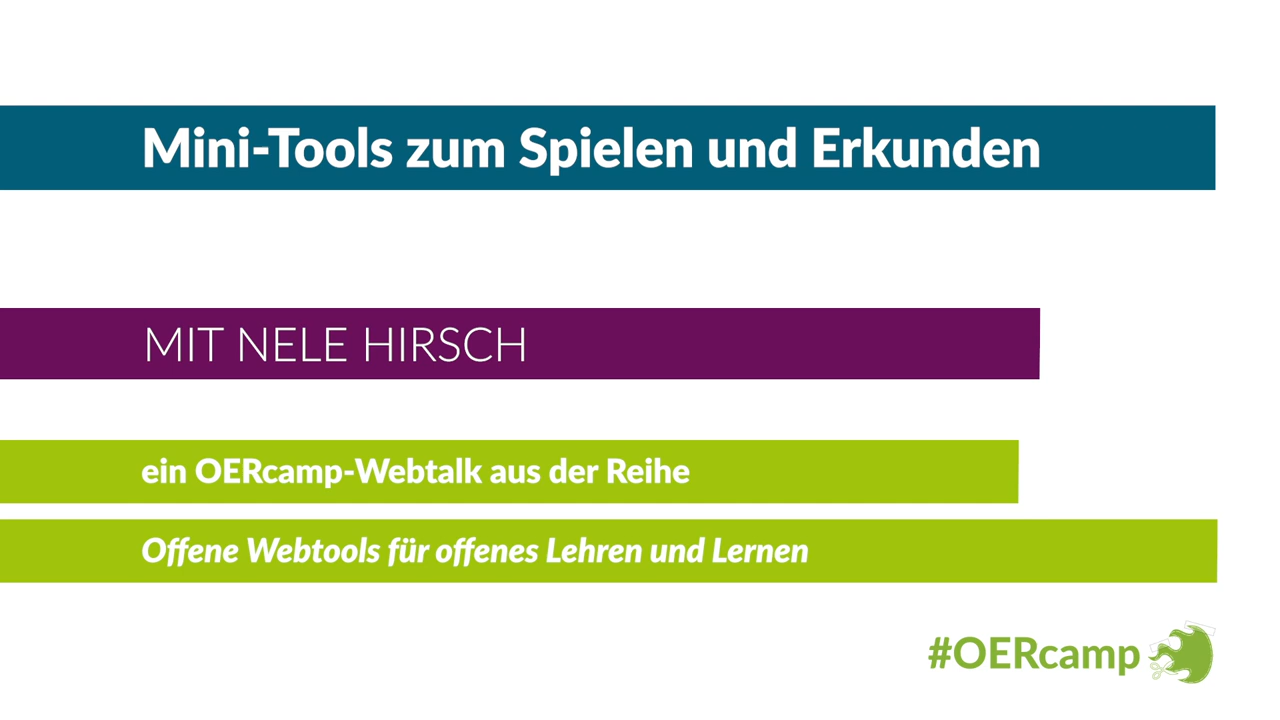 Mini-Tools zum Spielen und Erkunden
MIT NELE HIRSCH
ein OERcamp-Webtalk aus der Reihe
Offene Webtools für offenes Lehren und Lernen
#OERcamp